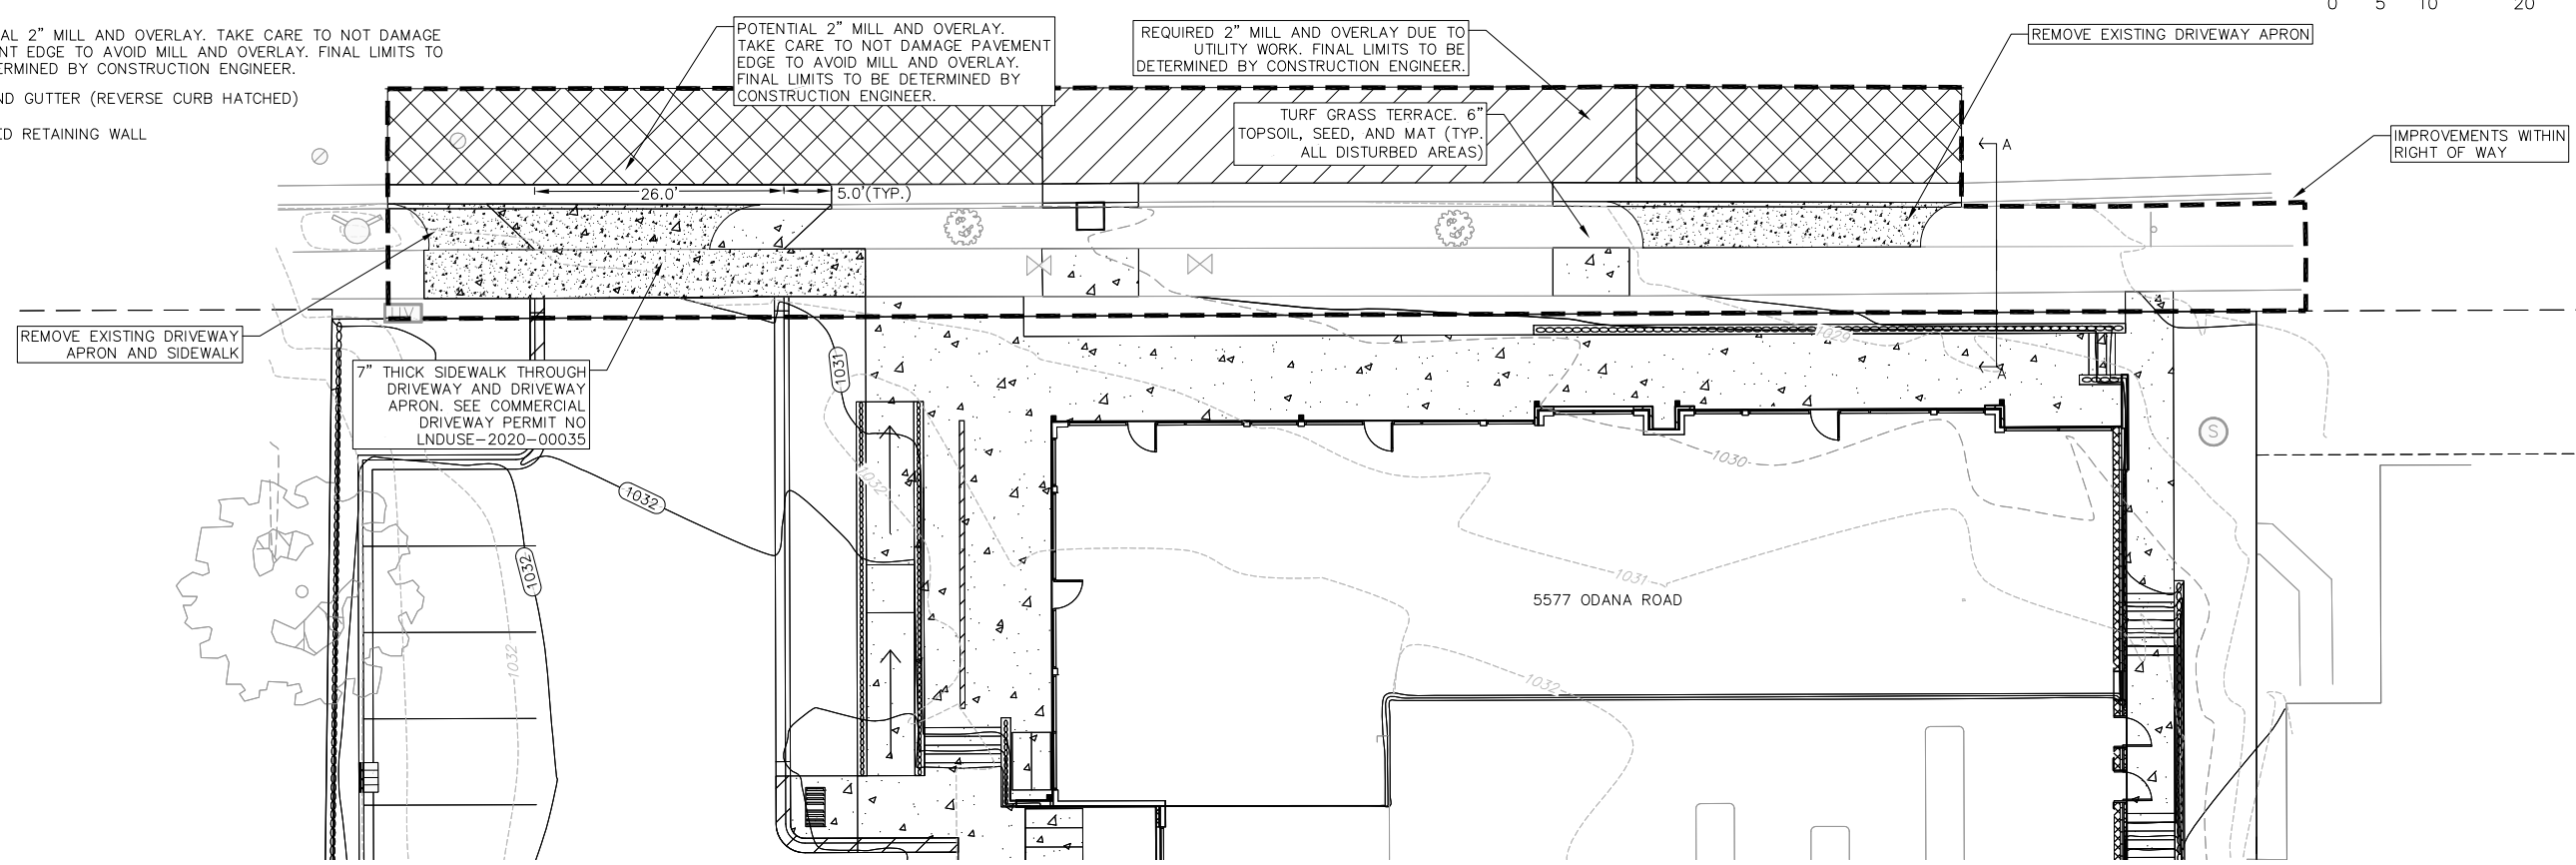 0 5 10 20
AL 2" MILL AND OVERLAY. TAKE CARE TO NOT DAMAGE
NT EDGE TO AVOID MILL AND OVERLAY. FINAL LIMITS TO
ERMINED BY CONSTRUCTION ENGINEER.
ND GUTTER (REVERSE CURB HATCHED)
ED RETAINING WALL
POTENTIAL 2" MILL AND OVERLAY.
TAKE CARE TO NOT DAMAGE PAVEMENT
EDGE TO AVOID MILL AND OVERLAY.
FINAL LIMITS TO BE DETERMINED BY
CONSTRUCTION ENGINEER.
REQUIRED 2" MILL AND OVERLAY DUE TO
UTILITY WORK. FINAL LIMITS TO BE
DETERMINED BY CONSTRUCTION ENGINEER.
REMOVE EXISTING DRIVEWAY APRON
TURF GRASS TERRACE. 6"
TOPSOIL, SEED, AND MAT (TYP.
ALL DISTURBED AREAS)
A
IMPROVEMENTS WITHIN
RIGHT OF WAY
26.0'
5.0'(TYP.)
UV
REMOVE EXISTING DRIVEWAY
APRON AND SIDEWALK
7" THICK SIDEWALK THROUGH
DRIVEWAY AND DRIVEWAY
APRON. SEE COMMERCIAL
DRIVEWAY PERMIT NO
LNDUSE-2020-00035
1031
1029
A
S
1030
1032
1032
1032
1031
5577 ODANA ROAD
1032
1032